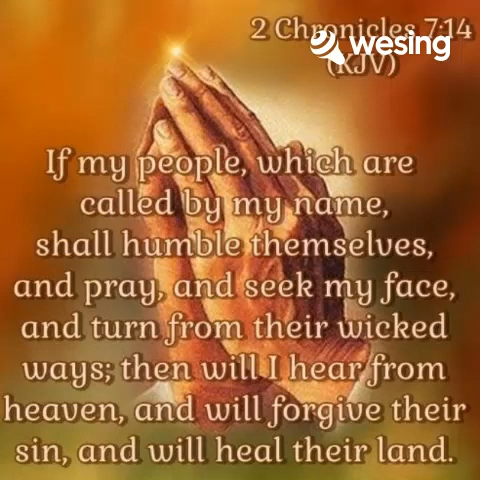 2 Chronicles 7:14
wesing
(KJV)
If my people, which are
called by my name,
shall humble themselves,
and pray, and seek my face,
and turn from their wicked
ways; then will I hear from
heaven, and will forgive their
sin, and will heal their land.